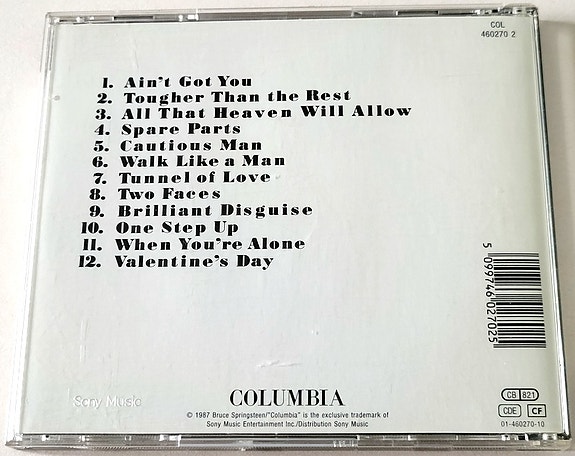 COL
460270 2
1. Ain't Got You
2. Tougher Than the Rest
3. All That Heaven Will Allow
4. Spare Parts
5. Cautious Man
6. Walk Like a Man
7. Tunnel of Love
8. Two Faces
9. Brilliant Disguise
10. One Step Up
11. When You're Alone
12. Valentine's Day
5 099746 027025
Sony Music
COLUMBIA
© 1987 Bruce Springsteen/"Columbia" is the exclusive trademark of
Sony Music Entertainment Inc./Distribution Sony Music
CB 821
CDE CF
01-460270-10